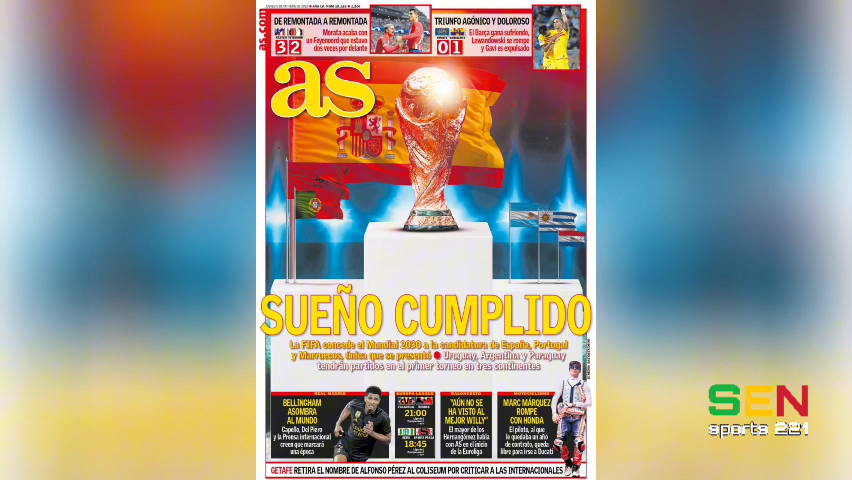 as.com
DE REMONTADA A REMONTADA
3 2
Morata acaba con
un Feyenoord que estuvo
dos veces por delante
TRIUNFO AGÓNICO Y DOLOROSO
0 1
El Barça gana sufriendo,
Lewandowski se rompe
y Gavi es expulsado
as
SUEÑO CUMPLIDO
La FIFA concede el Mundial 2030 a la candidatura de España, Portugal
y Marruecos, única que se presentó ● Uruguay, Argentina y Paraguay
tendrán partidos en el primer torneo en tres continentes
REAL MADRID
BELLINGHAM
ASOMBRA
AL MUNDO
Capello, Del Piero
y la Prensa internacional
creen que marcará
una época
EUROPA LEAGUE
21:00
18:45
BALONCESTO
"AÚN NO SE
HA VISTO AL
MEJOR WILLY"
El mayor de los
Hernangómez habla
con AS en el inicio
de la Euroliga
MOTOCICLISMO
MARC MÁRQUEZ
ROMPE
CON HONDA
El piloto, al que
le quedaba un año
de contrato, queda
libre para irse a Ducati
GETAFE RETIRA EL NOMBRE DE ALFONSO PÉREZ AL COLISEUM POR CRITICAR A LAS INTERNACIONALES
SEN
sports 221